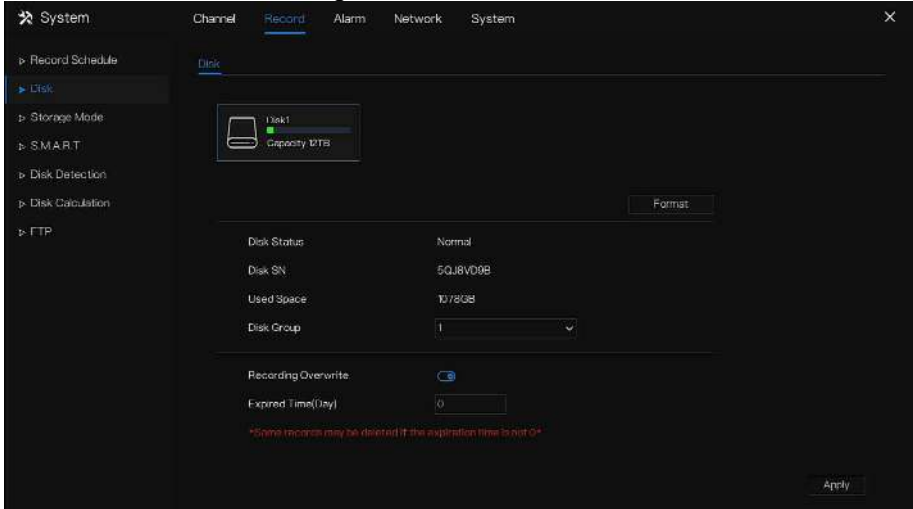 System Channel Record Alarm Network System ×
Record Schedule
Disk
Disk
Storage Mode
S.M.A.R.T
Disk Detection
Disk Calculation
FTP
Disk1
Capacity 12TB
Format
Disk Status Normal
Disk SN 5QJ8VD9B
Used Space 1078GB
Disk Group 1
Recording Overwrite
Expired Time(Day) 0
*Some records may be deleted if the expiration time is not 0*
Apply